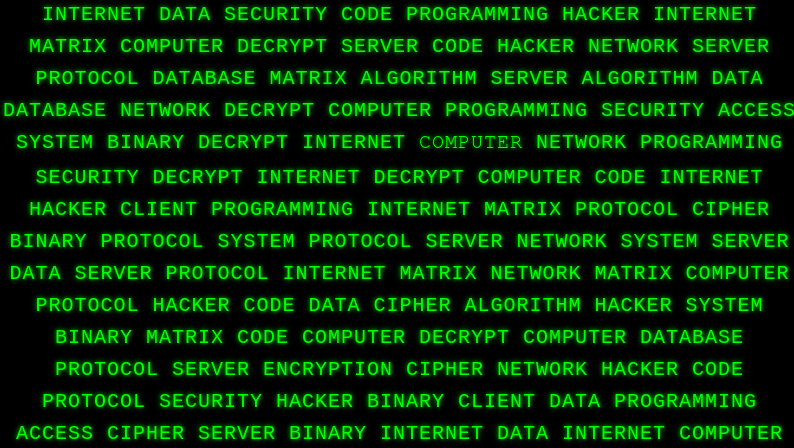 INTERNET DATA SECURITY CODE PROGRAMMING HACKER INTERNET
MATRIX COMPUTER DECRYPT SERVER CODE HACKER NETWORK SERVER
PROTOCOL DATABASE MATRIX ALGORITHM SERVER ALGORITHM DATA
DATABASE NETWORK DECRYPT COMPUTER PROGRAMMING SECURITY ACCESS
SYSTEM BINARY DECRYPT INTERNET COMPUTER NETWORK PROGRAMMING
SECURITY DECRYPT INTERNET DECRYPT COMPUTER CODE INTERNET
HACKER CLIENT PROGRAMMING INTERNET MATRIX PROTOCOL CIPHER
BINARY PROTOCOL SYSTEM PROTOCOL SERVER NETWORK SYSTEM SERVER
DATA SERVER PROTOCOL INTERNET MATRIX NETWORK MATRIX COMPUTER
PROTOCOL HACKER CODE DATA CIPHER ALGORITHM HACKER SYSTEM
BINARY MATRIX CODE COMPUTER DECRYPT COMPUTER DATABASE
PROTOCOL SERVER ENCRYPTION CIPHER NETWORK HACKER CODE
PROTOCOL SECURITY HACKER BINARY CLIENT DATA PROGRAMMING
ACCESS CIPHER SERVER BINARY INTERNET DATA INTERNET COMPUTER